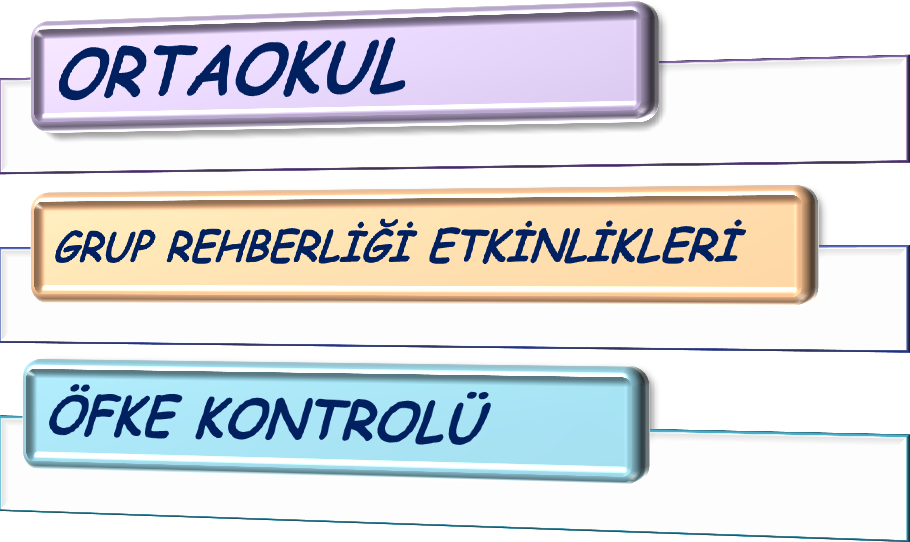 ORTAOKUL
GRUP REHBERLİĞİ ETKİNLİKLERİ
ÖFKE KONTROLÜ